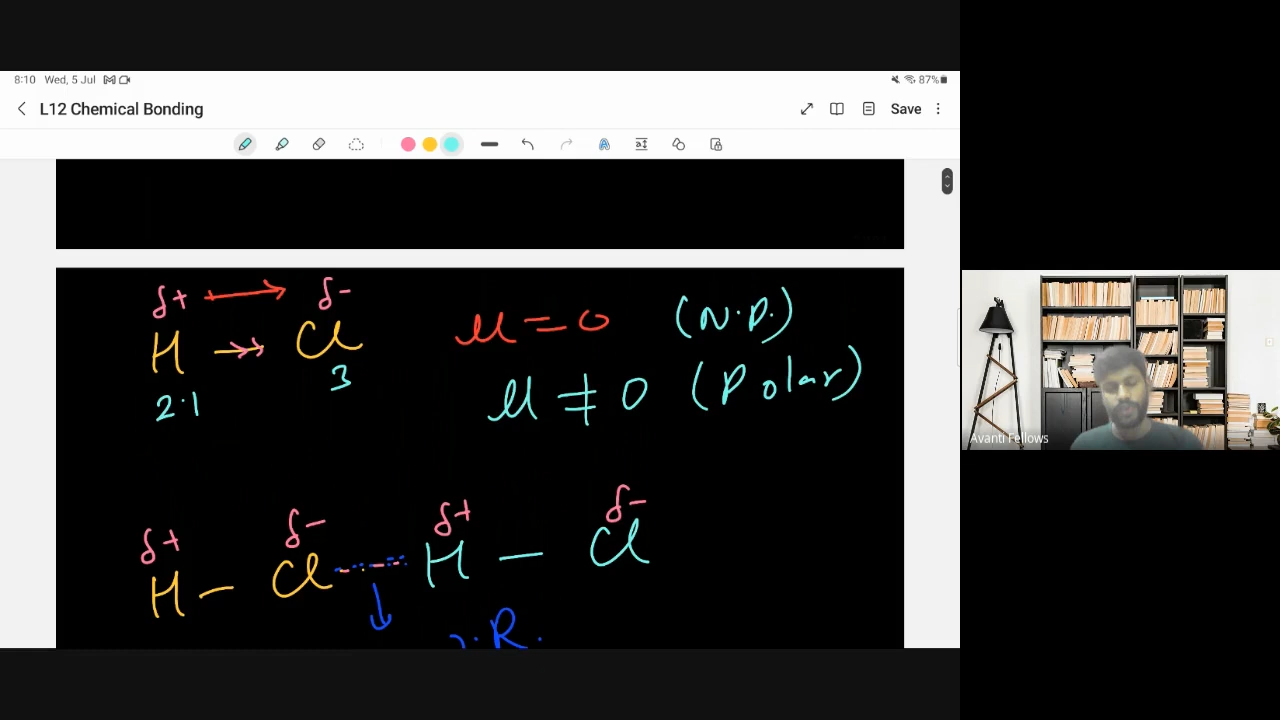 8:10 Wed, 5 Jul 87%
L12 Chemical Bonding Save
δ+ δ-
H Cl μ = 0 (N.P.)
2.1 3 μ ≠ 0 (Polar)
δ+ δ- δ+ δ-
H - Cl ----- H - Cl
Avanti Fellows